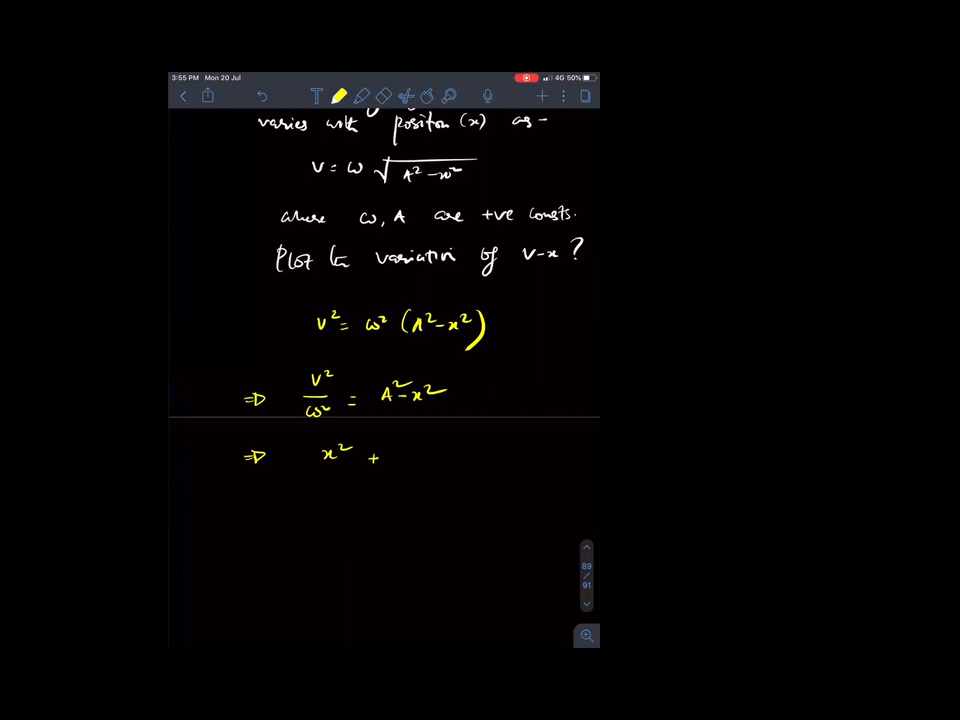 3:55 PM Mon 20 Jul 4G 50%
varies with positon (x) as -
v = ω √(A² - x²)
where ω, A are +ve consts.
Plot the variation of v-x?
v² = ω² (A² - x²)
⇒ v²/ω² = A² - x²
⇒ x² +
89
/
91